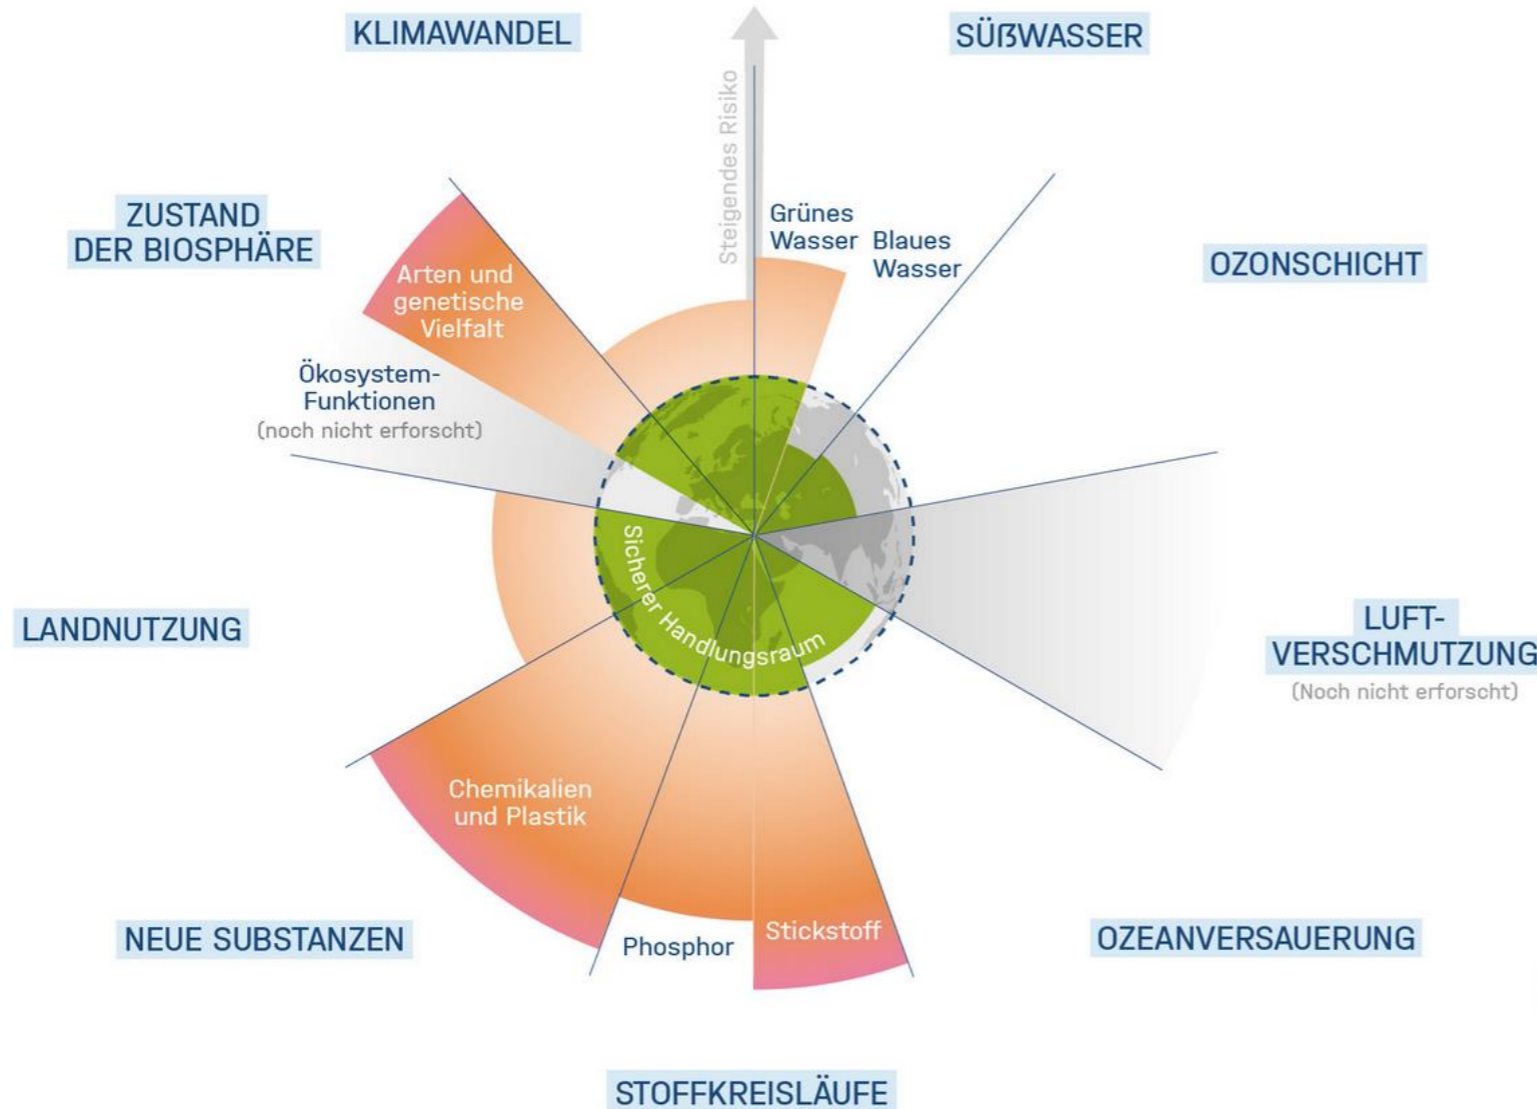 KLIMAWANDEL
SÜßWASSER
Steigendes Risiko
ZUSTAND
DER BIOSPHÄRE
Grünes
Wasser
Blaues
Wasser
OZONSCHICHT
Arten und
genetische
Vielfalt
Ökosystem-
Funktionen
(noch nicht erforscht)
Sicherer Handlungsraum
LANDNUTZUNG
LUFT-
VERSCHMUTZUNG
(Noch nicht erforscht)
Chemikalien
und Plastik
NEUE SUBSTANZEN
Phosphor
Stickstoff
OZEANVERSAUERUNG
STOFFKREISLÄUFE